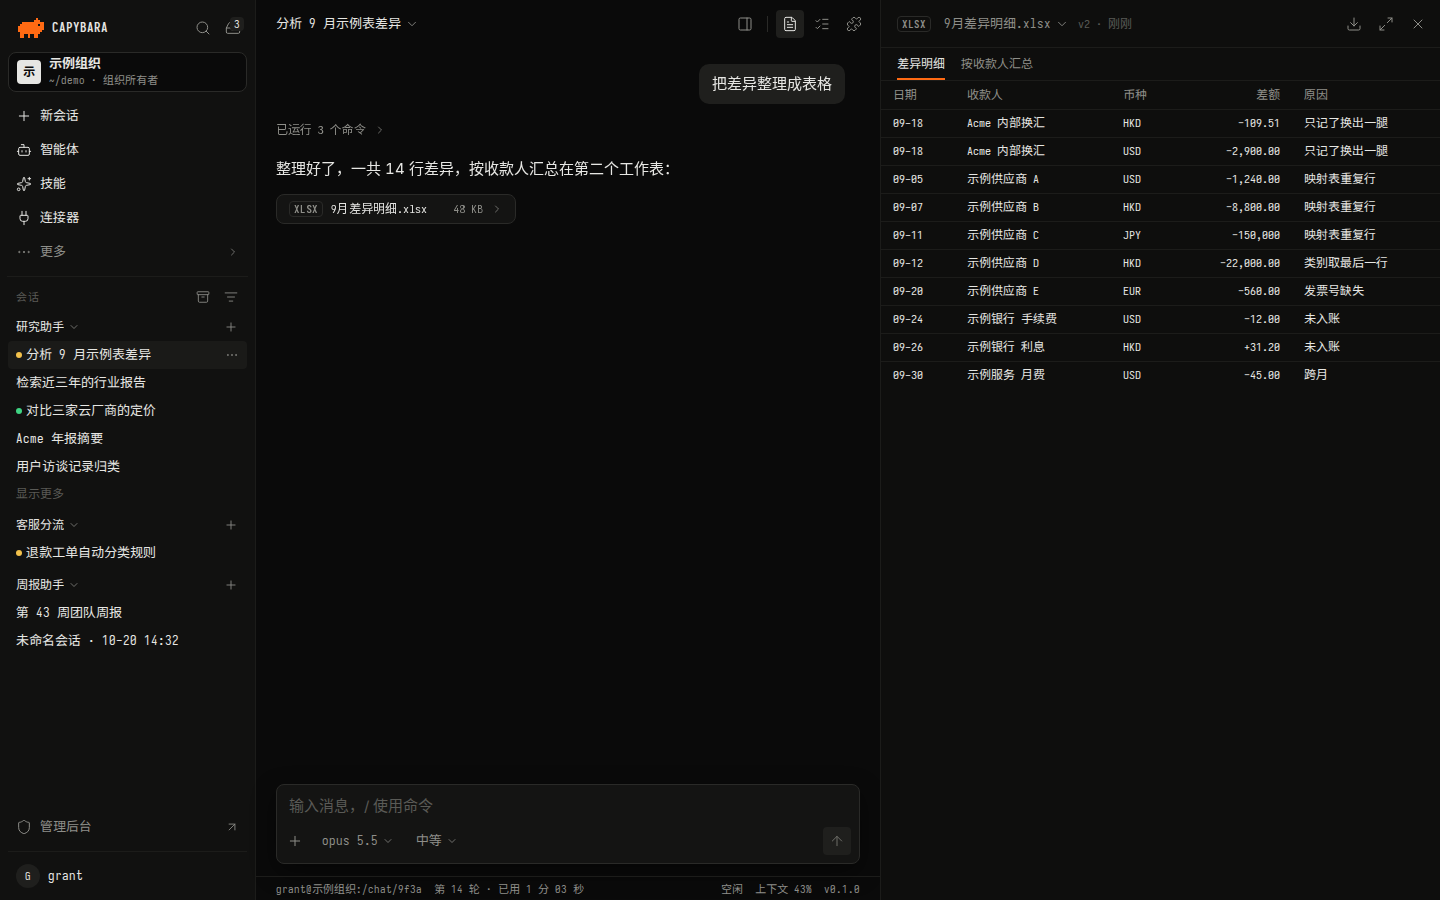 CAPYBARA
3
示
示例组织
~/demo · 组织所有者
新会话
智能体
技能
连接器
更多
会话
研究助手
分析 9 月示例表差异
检索近三年的行业报告
对比三家云厂商的定价
Acme 年报摘要
用户访谈记录归类
显示更多
客服分流
退款工单自动分类规则
周报助手
第 43 周团队周报
未命名会话 · 10-20 14:32
管理后台
G grant
分析 9 月示例表差异
把差异整理成表格
已运行 3 个命令
整理好了，一共 14 行差异，按收款人汇总在第二个工作表：
XLSX 9月差异明细.xlsx 48 KB
输入消息，/ 使用命令
opus 5.5 中等
grant@示例组织:/chat/9f3a 第 14 轮 · 已用 1 分 03 秒 空闲 上下文 43% v0.1.0
XLSX 9月差异明细.xlsx v2 · 刚刚
差异明细 按收款人汇总
日期 收款人 币种 差额 原因
09-18 Acme 内部换汇 HKD -109.51 只记了换出一腿
09-18 Acme 内部换汇 USD -2,900.00 只记了换出一腿
09-05 示例供应商 A USD -1,240.00 映射表重复行
09-07 示例供应商 B HKD -8,800.00 映射表重复行
09-11 示例供应商 C JPY -150,000 映射表重复行
09-12 示例供应商 D HKD -22,000.00 类别取最后一行
09-20 示例供应商 E EUR -560.00 发票号缺失
09-24 示例银行 手续费 USD -12.00 未入账
09-26 示例银行 利息 HKD +31.20 未入账
09-30 示例服务 月费 USD -45.00 跨月